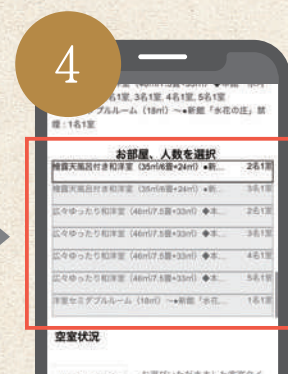 4
1室, 3名1室, 4名1室, 5名1室
ダブルルーム (18㎡) ～●新館「水花の庄」禁
煙：1名1室
お部屋、人数を選択
檜露天風呂付き和洋室 (35㎡/6畳+24㎡) ●新... 2名1室
檜露天風呂付き和洋室 (35㎡/6畳+24㎡) ●新... 3名1室
広々ゆったり和洋室 (46㎡/7.5畳+33㎡) ◆本... 2名1室
広々ゆったり和洋室 (46㎡/7.5畳+33㎡) ◆本... 3名1室
広々ゆったり和洋室 (46㎡/7.5畳+33㎡) ◆本... 4名1室
広々ゆったり和洋室 (46㎡/7.5畳+33㎡) ◆本... 5名1室
洋室セミダブルルーム (18㎡) ～●新館「水花... 1名1室
空室状況